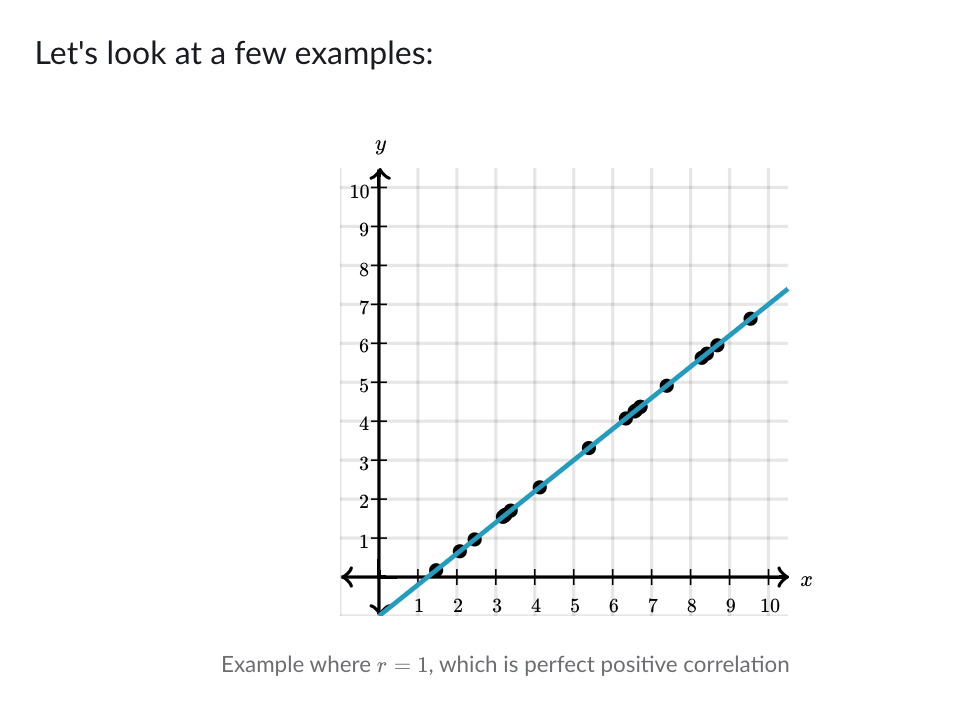 Let's look at a few examples:
y
10
9
8
7
6
5
4
3
2
1
1 2 3 4 5 6 7 8 9 10 x
Example where r = 1, which is perfect positive correlation